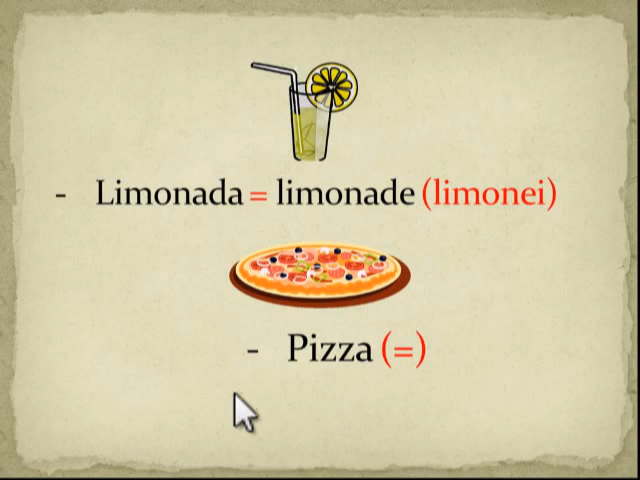 - Limonada = limonade (limonei)
- Pizza (=)